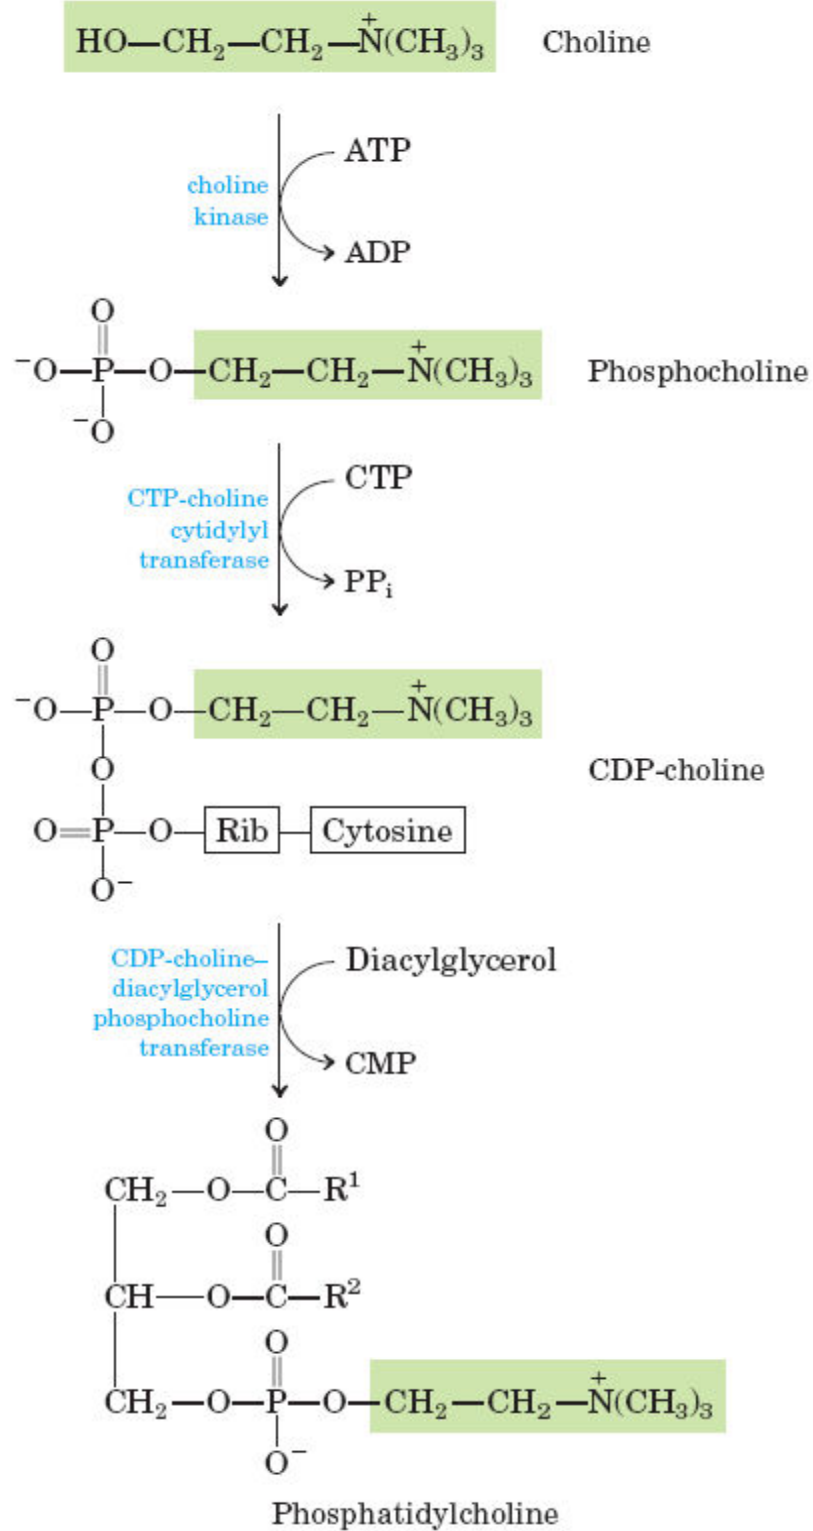 HO—CH₂—CH₂—N⁺(CH₃)₃ Choline
ATP
choline
kinase
ADP
O
⁻O—P—O—CH₂—CH₂—N⁺(CH₃)₃ Phosphocholine
⁻O
CTP
CTP-choline
cytidylyl
transferase
PPᵢ
O
⁻O—P—O—CH₂—CH₂—N⁺(CH₃)₃
O
CDP-choline
O=P—O—Rib—Cytosine
O⁻
Diacylglycerol
CDP-choline–
diacylglycerol
phosphocholine
transferase
CMP
O
CH₂—O—C—R¹
O
CH—O—C—R²
O
CH₂—O—P—O—CH₂—CH₂—N⁺(CH₃)₃
O⁻
Phosphatidylcholine